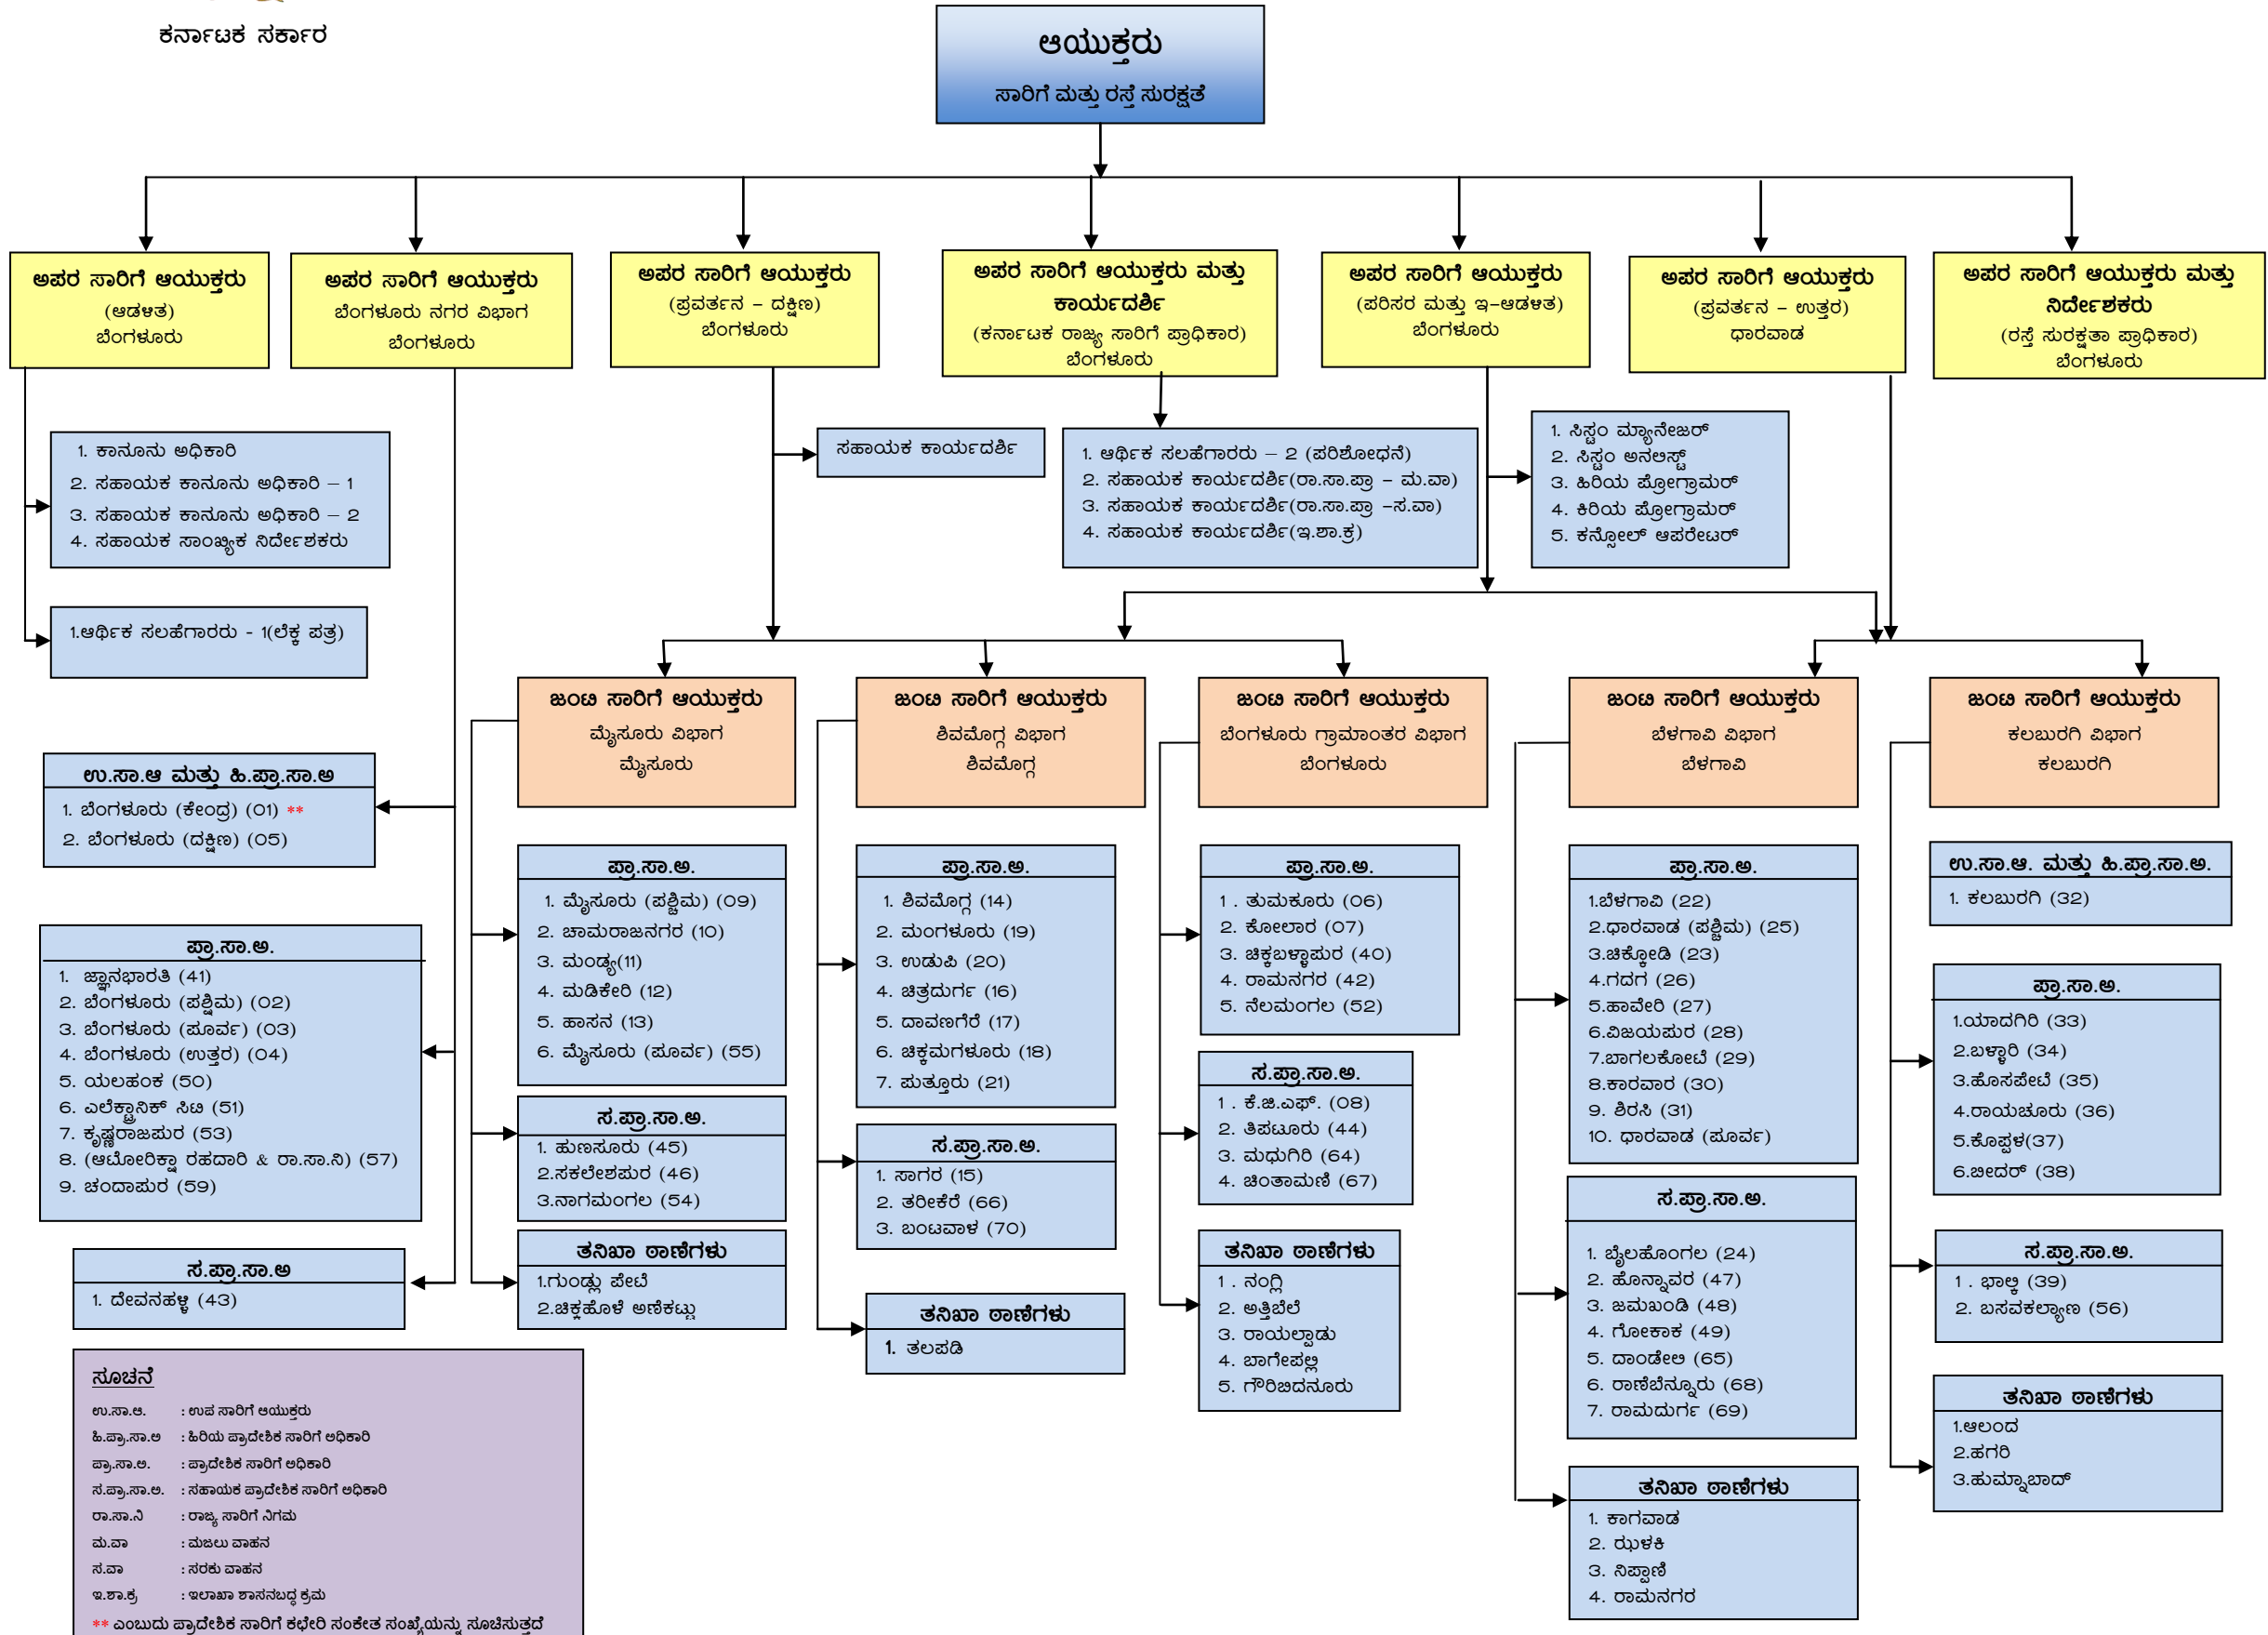 ಕರ್ನಾಟಕ ಸರ್ಕಾರ
ಆಯುಕ್ತರು
ಸಾರಿಗೆ ಮತ್ತು ರಸ್ತೆ ಸುರಕ್ಷತೆ
ಅಪರ ಸಾರಿಗೆ ಆಯುಕ್ತರು
(ಆಡಳಿತ)
ಬೆಂಗಳೂರು
ಅಪರ ಸಾರಿಗೆ ಆಯುಕ್ತರು
ಬೆಂಗಳೂರು ನಗರ ವಿಭಾಗ
ಬೆಂಗಳೂರು
ಅಪರ ಸಾರಿಗೆ ಆಯುಕ್ತರು
(ಪ್ರವರ್ತನ – ದಕ್ಷಿಣ)
ಬೆಂಗಳೂರು
ಅಪರ ಸಾರಿಗೆ ಆಯುಕ್ತರು ಮತ್ತು
ಕಾರ್ಯದರ್ಶಿ
(ಕರ್ನಾಟಕ ರಾಜ್ಯ ಸಾರಿಗೆ ಪ್ರಾಧಿಕಾರ)
ಬೆಂಗಳೂರು
ಅಪರ ಸಾರಿಗೆ ಆಯುಕ್ತರು
(ಪರಿಸರ ಮತ್ತು ಇ–ಆಡಳಿತ)
ಬೆಂಗಳೂರು
ಅಪರ ಸಾರಿಗೆ ಆಯುಕ್ತರು
(ಪ್ರವರ್ತನ – ಉತ್ತರ)
ಧಾರವಾಡ
ಅಪರ ಸಾರಿಗೆ ಆಯುಕ್ತರು ಮತ್ತು
ನಿರ್ದೇಶಕರು
(ರಸ್ತೆ ಸುರಕ್ಷತಾ ಪ್ರಾಧಿಕಾರ)
ಬೆಂಗಳೂರು
1. ಕಾನೂನು ಅಧಿಕಾರಿ
2. ಸಹಾಯಕ ಕಾನೂನು ಅಧಿಕಾರಿ – 1
3. ಸಹಾಯಕ ಕಾನೂನು ಅಧಿಕಾರಿ – 2
4. ಸಹಾಯಕ ಸಾಂಖ್ಯಿಕ ನಿರ್ದೇಶಕರು
1.ಆರ್ಥಿಕ ಸಲಹೆಗಾರರು - 1(ಲೆಕ್ಕ ಪತ್ರ)
ಸಹಾಯಕ ಕಾರ್ಯದರ್ಶಿ
1. ಆರ್ಥಿಕ ಸಲಹೆಗಾರರು – 2 (ಪರಿಶೋಧನೆ)
2. ಸಹಾಯಕ ಕಾರ್ಯದರ್ಶಿ(ರಾ.ಸಾ.ಪ್ರಾ – ಮ.ವಾ)
3. ಸಹಾಯಕ ಕಾರ್ಯದರ್ಶಿ(ರಾ.ಸಾ.ಪ್ರಾ –ಸ.ವಾ)
4. ಸಹಾಯಕ ಕಾರ್ಯದರ್ಶಿ(ಇ.ಶಾ.ಕ್ರ)
1. ಸಿಸ್ಟಂ ಮ್ಯಾನೇಜರ್
2. ಸಿಸ್ಟಂ ಅನಲಿಸ್ಟ್
3. ಹಿರಿಯ ಪ್ರೋಗ್ರಾಮರ್
4. ಕಿರಿಯ ಪ್ರೋಗ್ರಾಮರ್
5. ಕನ್ಸೋಲ್ ಆಪರೇಟರ್
ಉ.ಸಾ.ಆ ಮತ್ತು ಹಿ.ಪ್ರಾ.ಸಾ.ಅ
1. ಬೆಂಗಳೂರು (ಕೇಂದ್ರ) (01) **
2. ಬೆಂಗಳೂರು (ದಕ್ಷಿಣ) (05)
ಪ್ರಾ.ಸಾ.ಅ.
1. ಜ್ಞಾನಭಾರತಿ (41)
2. ಬೆಂಗಳೂರು (ಪಶ್ಚಿಮ) (02)
3. ಬೆಂಗಳೂರು (ಪೂರ್ವ) (03)
4. ಬೆಂಗಳೂರು (ಉತ್ತರ) (04)
5. ಯಲಹಂಕ (50)
6. ಎಲೆಕ್ಟ್ರಾನಿಕ್ ಸಿಟಿ (51)
7. ಕೃಷ್ಣರಾಜಪುರ (53)
8. (ಆಟೋರಿಕ್ಷಾ ರಹದಾರಿ & ರಾ.ಸಾ.ನಿ) (57)
9. ಚಂದಾಪುರ (59)
ಸ.ಪ್ರಾ.ಸಾ.ಅ
1. ದೇವನಹಳ್ಳಿ (43)
ಜಂಟಿ ಸಾರಿಗೆ ಆಯುಕ್ತರು
ಮೈಸೂರು ವಿಭಾಗ
ಮೈಸೂರು
ಪ್ರಾ.ಸಾ.ಅ.
1. ಮೈಸೂರು (ಪಶ್ಚಿಮ) (09)
2. ಚಾಮರಾಜನಗರ (10)
3. ಮಂಡ್ಯ(11)
4. ಮಡಿಕೇರಿ (12)
5. ಹಾಸನ (13)
6. ಮೈಸೂರು (ಪೂರ್ವ) (55)
ಸ.ಪ್ರಾ.ಸಾ.ಅ.
1. ಹುಣಸೂರು (45)
2.ಸಕಲೇಶಪುರ (46)
3.ನಾಗಮಂಗಲ (54)
ತನಿಖಾ ಠಾಣೆಗಳು
1.ಗುಂಡ್ಲು ಪೇಟೆ
2.ಚಿಕ್ಕಹೊಳೆ ಅಣೆಕಟ್ಟು
ಜಂಟಿ ಸಾರಿಗೆ ಆಯುಕ್ತರು
ಶಿವಮೊಗ್ಗ ವಿಭಾಗ
ಶಿವಮೊಗ್ಗ
ಪ್ರಾ.ಸಾ.ಅ.
1. ಶಿವಮೊಗ್ಗ (14)
2. ಮಂಗಳೂರು (19)
3. ಉಡುಪಿ (20)
4. ಚಿತ್ರದುರ್ಗ (16)
5. ದಾವಣಗೆರೆ (17)
6. ಚಿಕ್ಕಮಗಳೂರು (18)
7. ಪುತ್ತೂರು (21)
ಸ.ಪ್ರಾ.ಸಾ.ಅ.
1. ಸಾಗರ (15)
2. ತರೀಕೆರೆ (66)
3. ಬಂಟವಾಳ (70)
ತನಿಖಾ ಠಾಣೆಗಳು
1. ತಲಪಡಿ
ಜಂಟಿ ಸಾರಿಗೆ ಆಯುಕ್ತರು
ಬೆಂಗಳೂರು ಗ್ರಾಮಾಂತರ ವಿಭಾಗ
ಬೆಂಗಳೂರು
ಪ್ರಾ.ಸಾ.ಅ.
1 . ತುಮಕೂರು (06)
2. ಕೋಲಾರ (07)
3. ಚಿಕ್ಕಬಳ್ಳಾಪುರ (40)
4. ರಾಮನಗರ (42)
5. ನೆಲಮಂಗಲ (52)
ಸ.ಪ್ರಾ.ಸಾ.ಅ.
1 . ಕೆ.ಜಿ.ಎಫ್. (08)
2. ತಿಪಟೂರು (44)
3. ಮಧುಗಿರಿ (64)
4. ಚಿಂತಾಮಣಿ (67)
ತನಿಖಾ ಠಾಣೆಗಳು
1 . ನಂಗ್ಲಿ
2. ಅತ್ತಿಬೆಲೆ
3. ರಾಯಲ್ಪಾಡು
4. ಬಾಗೇಪಲ್ಲಿ
5. ಗೌರಿಬಿದನೂರು
ಜಂಟಿ ಸಾರಿಗೆ ಆಯುಕ್ತರು
ಬೆಳಗಾವಿ ವಿಭಾಗ
ಬೆಳಗಾವಿ
ಪ್ರಾ.ಸಾ.ಅ.
1.ಬೆಳಗಾವಿ (22)
2.ಧಾರವಾಡ (ಪಶ್ಚಿಮ) (25)
3.ಚಿಕ್ಕೋಡಿ (23)
4.ಗದಗ (26)
5.ಹಾವೇರಿ (27)
6.ವಿಜಯಪುರ (28)
7.ಬಾಗಲಕೋಟೆ (29)
8.ಕಾರವಾರ (30)
9. ಶಿರಸಿ (31)
10. ಧಾರವಾಡ (ಪೂರ್ವ)
ಸ.ಪ್ರಾ.ಸಾ.ಅ.
1. ಬೈಲಹೊಂಗಲ (24)
2. ಹೊನ್ನಾವರ (47)
3. ಜಮಖಂಡಿ (48)
4. ಗೋಕಾಕ (49)
5. ದಾಂಡೇಲಿ (65)
6. ರಾಣೆಬೆನ್ನೂರು (68)
7. ರಾಮದುರ್ಗ (69)
ತನಿಖಾ ಠಾಣೆಗಳು
1. ಕಾಗವಾಡ
2. ಝಳಕಿ
3. ನಿಪ್ಪಾಣಿ
4. ರಾಮನಗರ
ಜಂಟಿ ಸಾರಿಗೆ ಆಯುಕ್ತರು
ಕಲಬುರಗಿ ವಿಭಾಗ
ಕಲಬುರಗಿ
ಉ.ಸಾ.ಆ. ಮತ್ತು ಹಿ.ಪ್ರಾ.ಸಾ.ಅ.
1. ಕಲಬುರಗಿ (32)
ಪ್ರಾ.ಸಾ.ಅ.
1.ಯಾದಗಿರಿ (33)
2.ಬಳ್ಳಾರಿ (34)
3.ಹೊಸಪೇಟೆ (35)
4.ರಾಯಚೂರು (36)
5.ಕೊಪ್ಪಳ(37)
6.ಬೀದರ್ (38)
ಸ.ಪ್ರಾ.ಸಾ.ಅ.
1 . ಭಾಲ್ಕಿ (39)
2. ಬಸವಕಲ್ಯಾಣ (56)
ತನಿಖಾ ಠಾಣೆಗಳು
1.ಆಲಂದ
2.ಹಗರಿ
3.ಹುಮ್ನಾಬಾದ್
ಸೂಚನೆ
ಉ.ಸಾ.ಆ. : ಉಪ ಸಾರಿಗೆ ಆಯುಕ್ತರು
ಹಿ.ಪ್ರಾ.ಸಾ.ಅ : ಹಿರಿಯ ಪ್ರಾದೇಶಿಕ ಸಾರಿಗೆ ಅಧಿಕಾರಿ
ಪ್ರಾ.ಸಾ.ಅ. : ಪ್ರಾದೇಶಿಕ ಸಾರಿಗೆ ಅಧಿಕಾರಿ
ಸ.ಪ್ರಾ.ಸಾ.ಅ. : ಸಹಾಯಕ ಪ್ರಾದೇಶಿಕ ಸಾರಿಗೆ ಅಧಿಕಾರಿ
ರಾ.ಸಾ.ನಿ : ರಾಜ್ಯ ಸಾರಿಗೆ ನಿಗಮ
ಮ.ವಾ : ಮಜಲು ವಾಹನ
ಸ.ವಾ : ಸರಕು ವಾಹನ
ಇ.ಶಾ.ಕ್ರ : ಇಲಾಖಾ ಶಾಸನಬದ್ಧ ಕ್ರಮ
** ಎಂಬುದು ಪ್ರಾದೇಶಿಕ ಸಾರಿಗೆ ಕಛೇರಿ ಸಂಕೇತ ಸಂಖ್ಯೆಯನ್ನು ಸೂಚಿಸುತ್ತದೆ